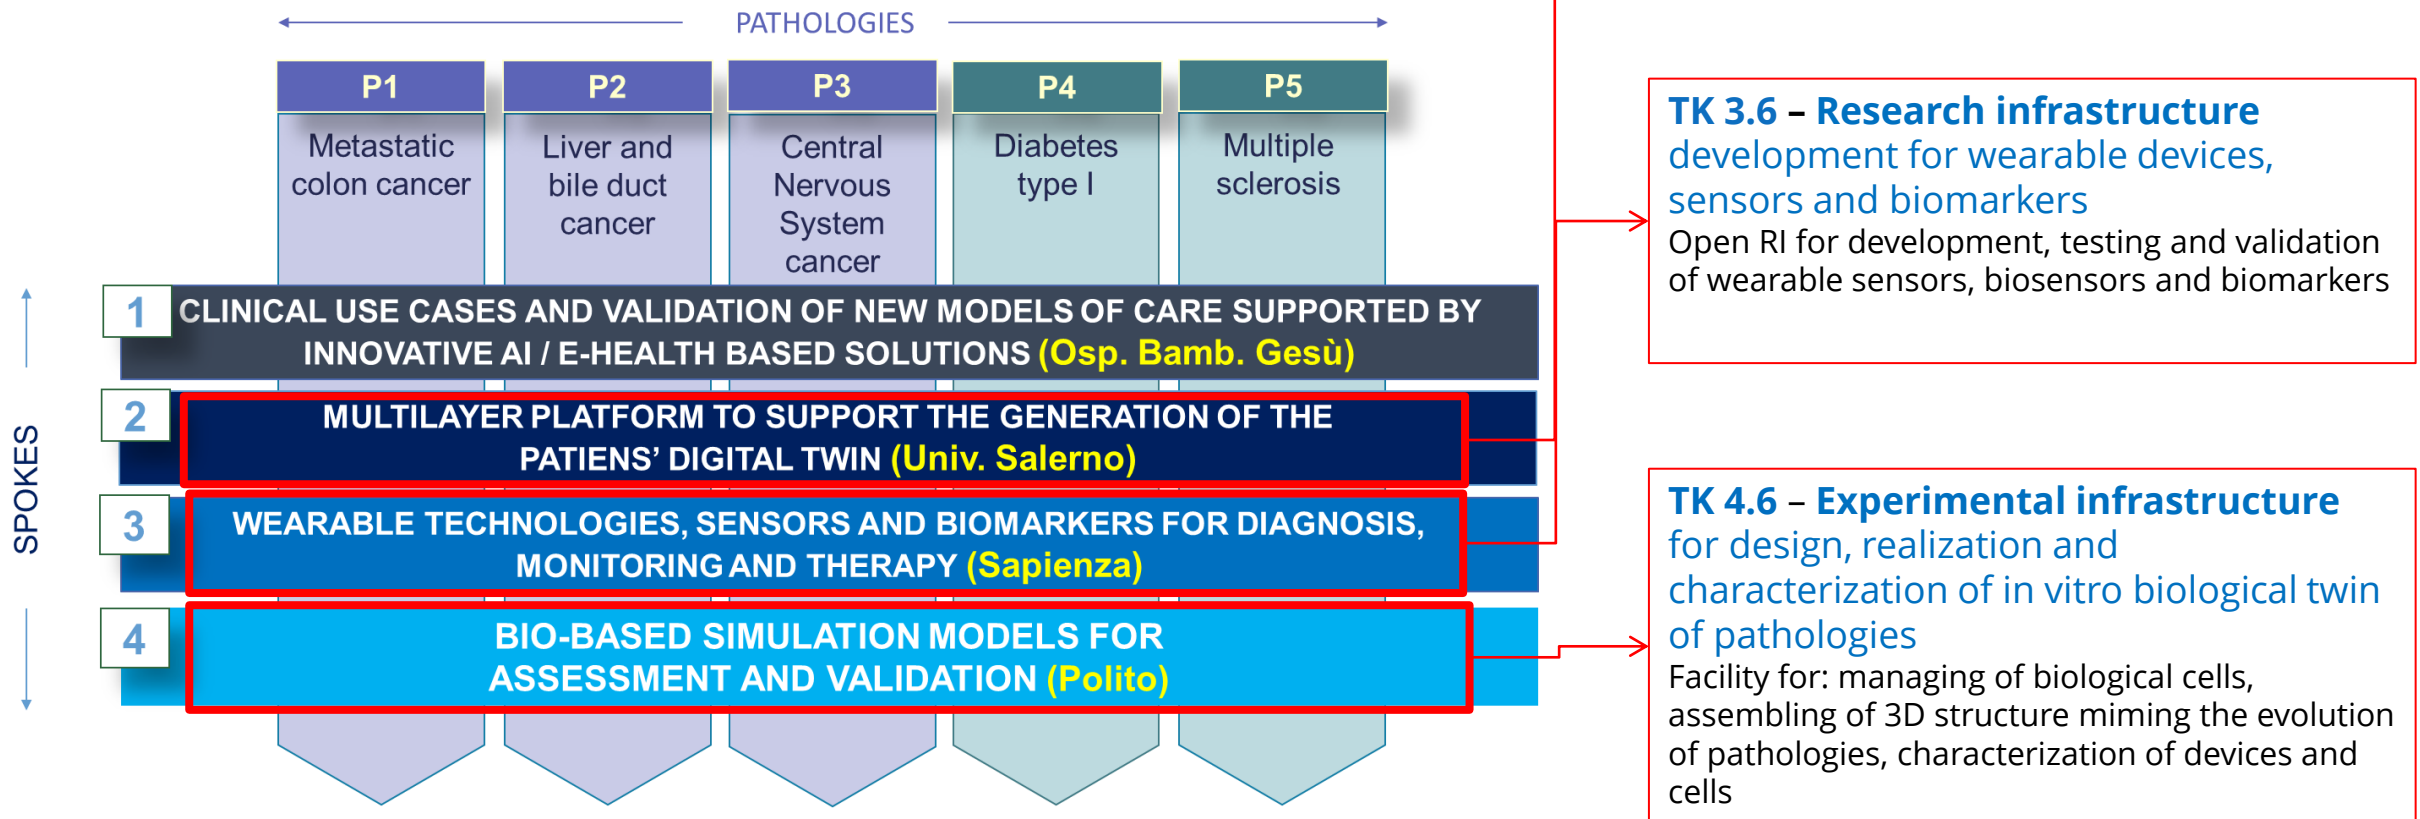 PATHOLOGIES
P1
P2
P3
P4
P5
Metastatic
colon cancer
Liver and
bile duct
cancer
Central
Nervous
System
cancer
Diabetes
type I
Multiple
sclerosis
SPOKES
1
CLINICAL USE CASES AND VALIDATION OF NEW MODELS OF CARE SUPPORTED BY
INNOVATIVE AI / E-HEALTH BASED SOLUTIONS (Osp. Bamb. Gesù)
2
MULTILAYER PLATFORM TO SUPPORT THE GENERATION OF THE
PATIENS' DIGITAL TWIN (Univ. Salerno)
3
WEARABLE TECHNOLOGIES, SENSORS AND BIOMARKERS FOR DIAGNOSIS,
MONITORING AND THERAPY (Sapienza)
4
BIO-BASED SIMULATION MODELS FOR
ASSESSMENT AND VALIDATION (Polito)
TK 3.6 – Research infrastructure
development for wearable devices,
sensors and biomarkers
Open RI for development, testing and validation
of wearable sensors, biosensors and biomarkers
TK 4.6 – Experimental infrastructure
for design, realization and
characterization of in vitro biological twin
of pathologies
Facility for: managing of biological cells,
assembling of 3D structure miming the evolution
of pathologies, characterization of devices and
cells